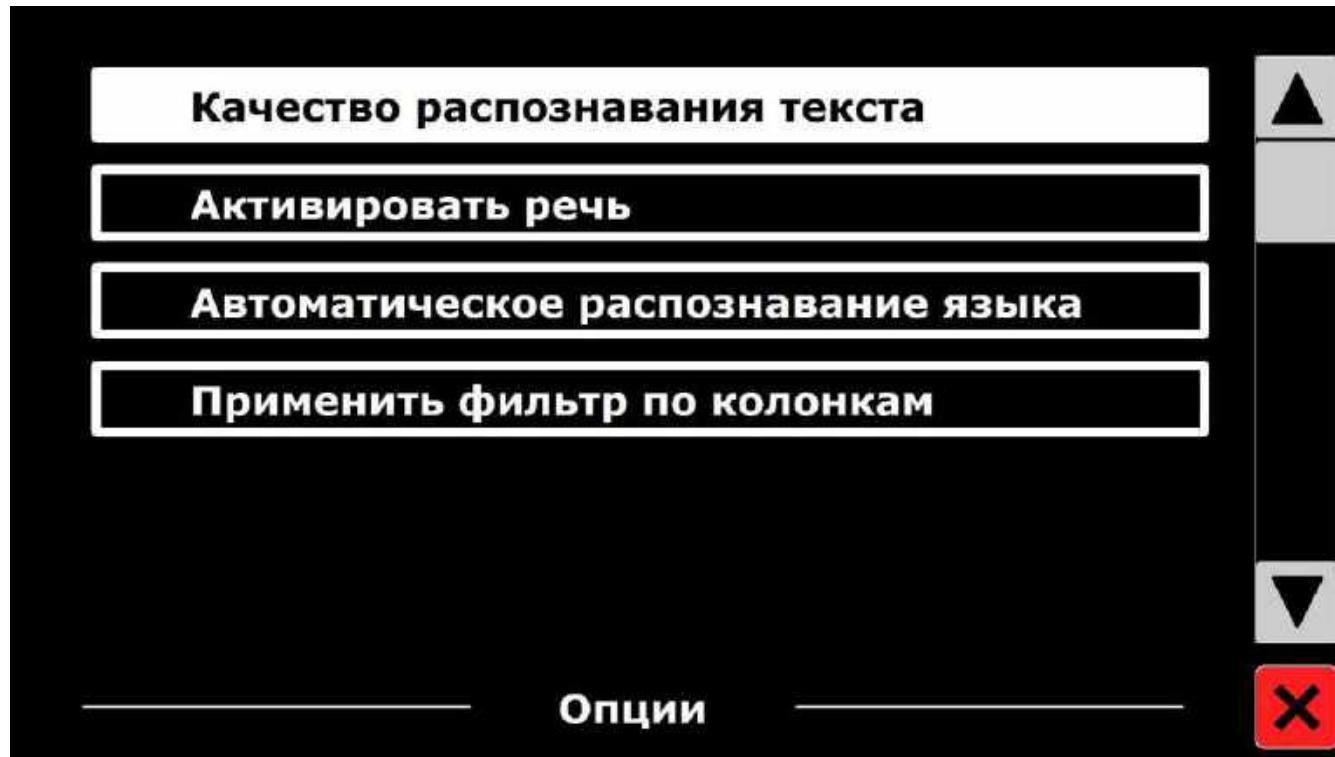 Качество распознавания текста
Активировать речь
Автоматическое распознавание языка
Применить фильтр по колонкам
Опции